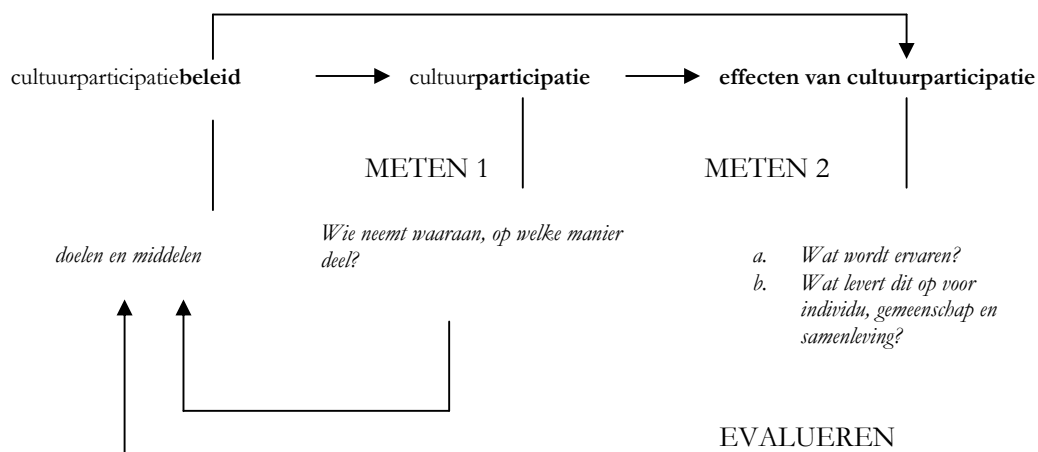 cultuurparticipatiebeleid
cultuurparticipatie
effecten van cultuurparticipatie
METEN 1
METEN 2
doelen en middelen
Wie neemt waaraan, op welke manier
deel?
a. Wat wordt ervaren?
b. Wat levert dit op voor
individu, gemeenschap en
samenleving?
EVALUEREN